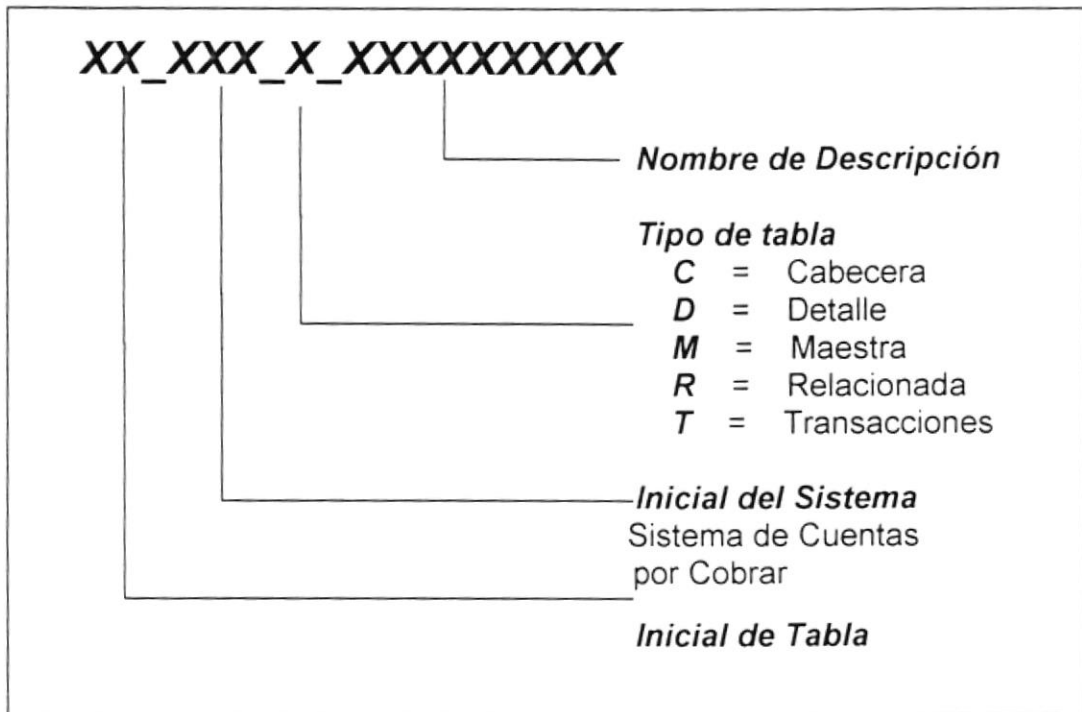 XX_XXX_X_XXXXXXXXX
Nombre de Descripción
Tipo de tabla
C = Cabecera
D = Detalle
M = Maestra
R = Relacionada
T = Transacciones
Inicial del Sistema
Sistema de Cuentas
por Cobrar
Inicial de Tabla